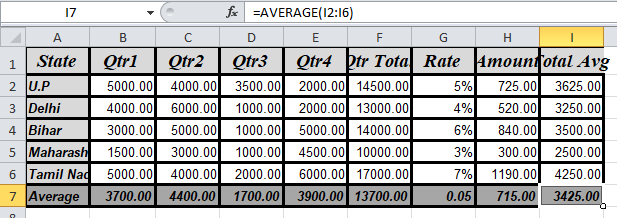 I7 fx =AVERAGE(I2:I6)
A B C D E F G H I
1 State Qtr1 Qtr2 Qtr3 Qtr4 Qtr Tota Rate Amount Total Avg
2 U.P 5000.00 4000.00 3500.00 2000.00 14500.00 5% 725.00 3625.00
3 Delhi 4000.00 6000.00 1000.00 2000.00 13000.00 4% 520.00 3250.00
4 Bihar 3000.00 5000.00 1000.00 5000.00 14000.00 6% 840.00 3500.00
5 Maharash 1500.00 3000.00 1000.00 4500.00 10000.00 3% 300.00 2500.00
6 Tamil Nad 5000.00 4000.00 2000.00 6000.00 17000.00 7% 1190.00 4250.00
7 Average 3700.00 4400.00 1700.00 3900.00 13700.00 0.05 715.00 3425.00